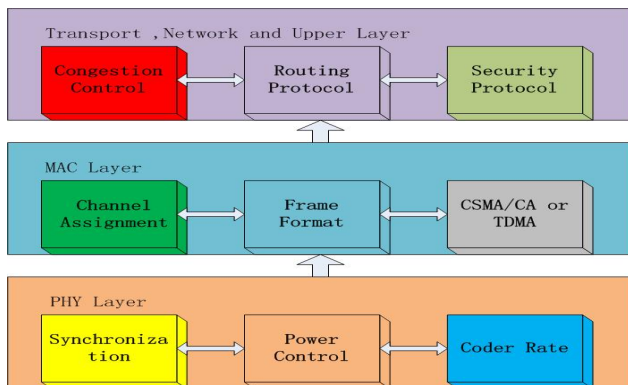 Transport ,Network and Upper Layer
Congestion
Control
Routing
Protocol
Security
Protocol
MAC Layer
Channel
Assignment
Frame
Format
CSMA/CA or
TDMA
PHY Layer
Synchroniza
tion
Power
Control
Coder Rate